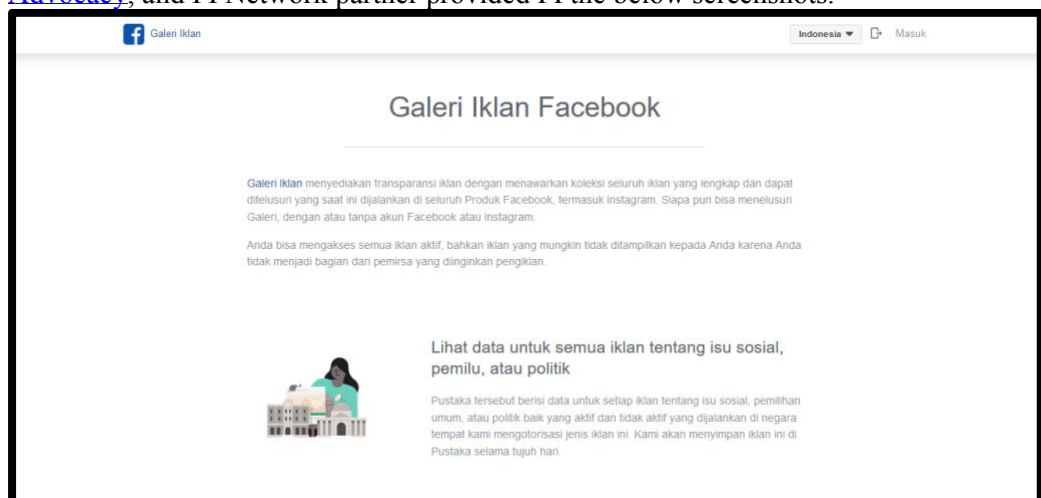 Advocacy, and PI Network partner provided PI the below screenshots:
Galeri Iklan
Indonesia
Masuk
Galeri Iklan Facebook
Galeri Iklan menyediakan transparansi iklan dengan menawarkan koleksi seluruh iklan yang lengkap dan dapat
ditelusuri yang saat ini dijalankan di seluruh Produk Facebook, termasuk Instagram. Siapa pun bisa menelusuri
Galeri, dengan atau tanpa akun Facebook atau Instagram.
Anda bisa mengakses semua iklan aktif, bahkan iklan yang mungkin tidak ditampilkan kepada Anda karena Anda
tidak menjadi bagian dari pemirsa yang diinginkan pengiklan.
Lihat data untuk semua iklan tentang isu sosial,
pemilu, atau politik
Pustaka tersebut berisi data untuk setiap iklan tentang isu sosial, pemilihan
umum, atau politik baik yang aktif dan tidak aktif yang dijalankan di negara
tempat kami mengotorisasi jenis iklan ini. Kami akan menyimpan iklan ini di
Pustaka selama tujuh hari.